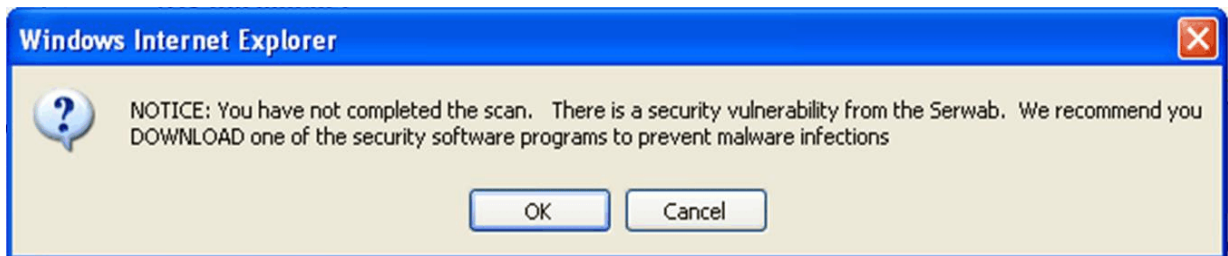 Windows Internet Explorer
NOTICE: You have not completed the scan. There is a security vulnerability from the Serwab. We recommend you
DOWNLOAD one of the security software programs to prevent malware infections
OK Cancel